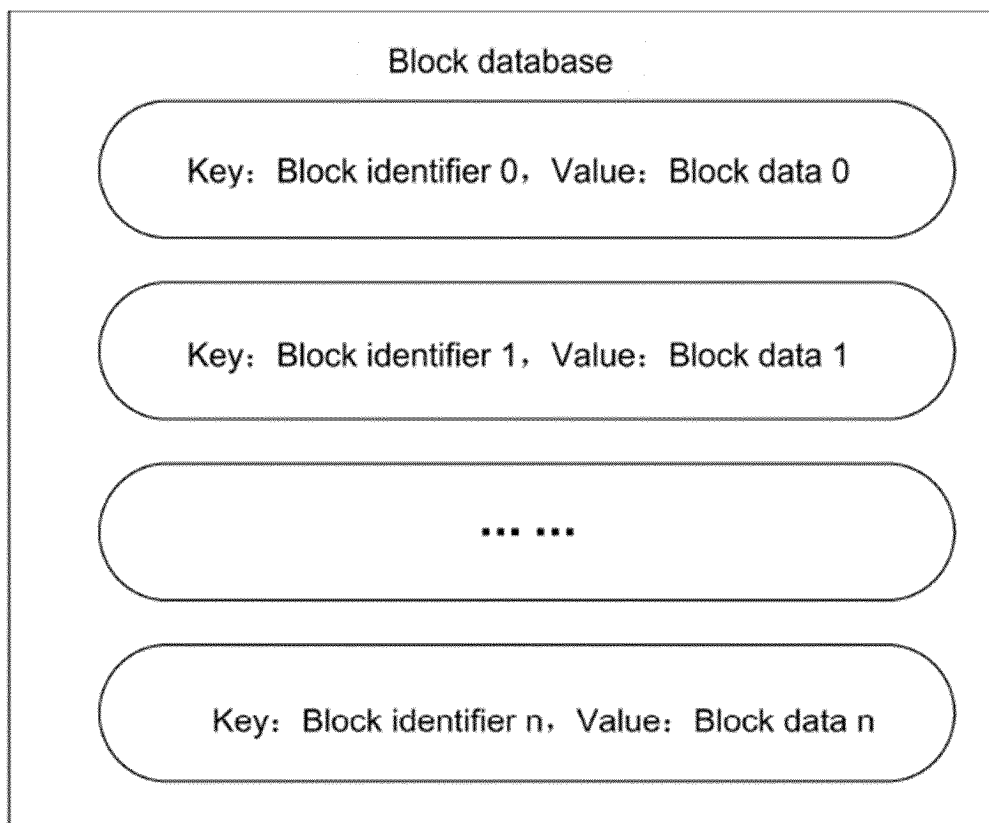 Block database
Key：Block identifier 0，Value：Block data 0
Key：Block identifier 1，Value：Block data 1
... ...
Key：Block identifier n，Value：Block data n